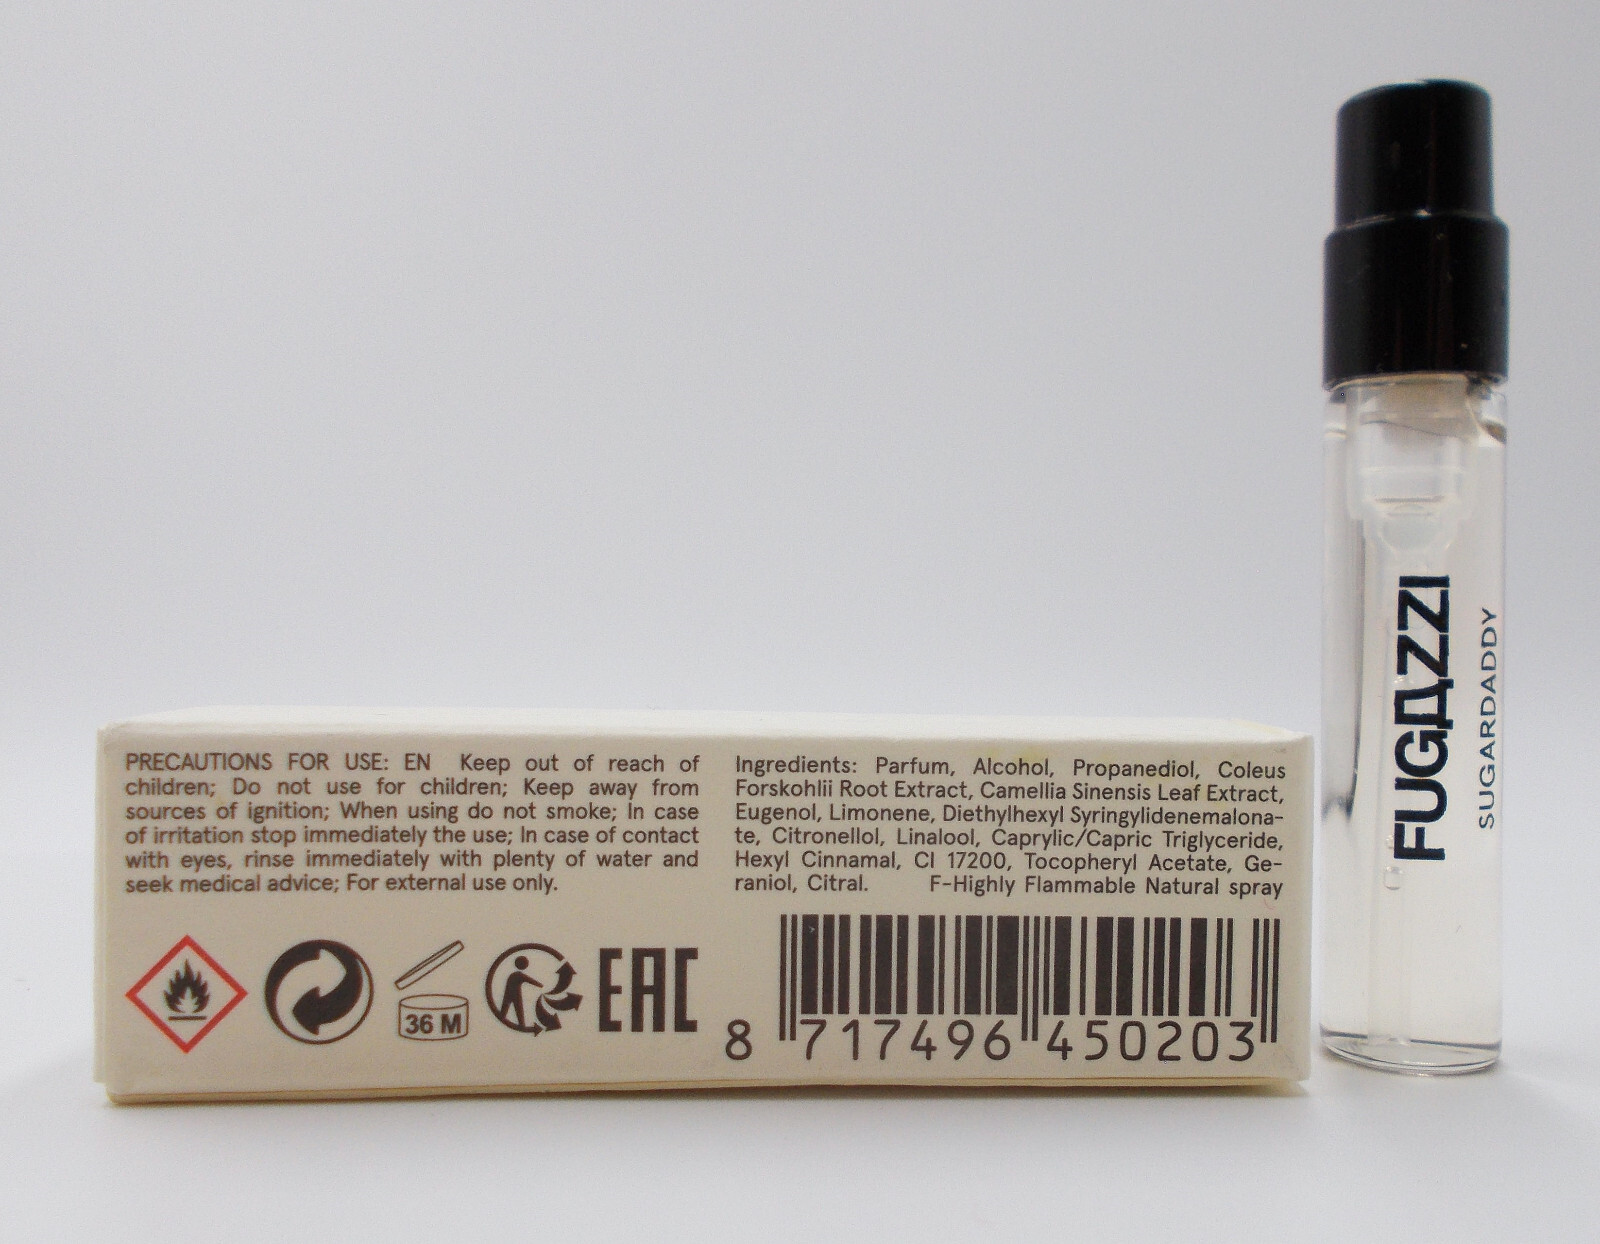 PRECAUTIONS FOR USE: EN Keep out of reach of
children; Do not use for children; Keep away from
sources of ignition; When using do not smoke; In case
of irritation stop immediately the use; In case of contact
with eyes, rinse immediately with plenty of water and
seek medical advice; For external use only.
36 M
EAC
Ingredients: Parfum, Alcohol, Propanediol, Coleus
Forskohlii Root Extract, Camellia Sinensis Leaf Extract,
Eugenol, Limonene, Diethylhexyl Syringylidenemalona-
te, Citronellol, Linalool, Caprylic/Capric Triglyceride,
Hexyl Cinnamal, CI 17200, Tocopheryl Acetate, Ge-
raniol, Citral. F-Highly Flammable Natural spray
8 717496 450203
FUGAZZI
SUGARDADDY